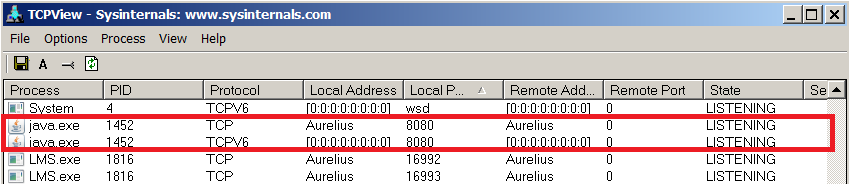 TCPView - Sysinternals: www.sysinternals.com
File Options Process View Help
A
Process PID Protocol Local Address Local P... Remote Add... Remote Port State Se
System 4 TCPV6 [0:0:0:0:0:0:0:0] wsd [0:0:0:0:0:0:0:0] 0 LISTENING
java.exe 1452 TCP Aurelius 8080 Aurelius 0 LISTENING
java.exe 1452 TCPV6 [0:0:0:0:0:0:0:0] 8080 [0:0:0:0:0:0:0:0] 0 LISTENING
LMS.exe 1816 TCP Aurelius 16992 Aurelius 0 LISTENING
LMS.exe 1816 TCP Aurelius 16993 Aurelius 0 LISTENING